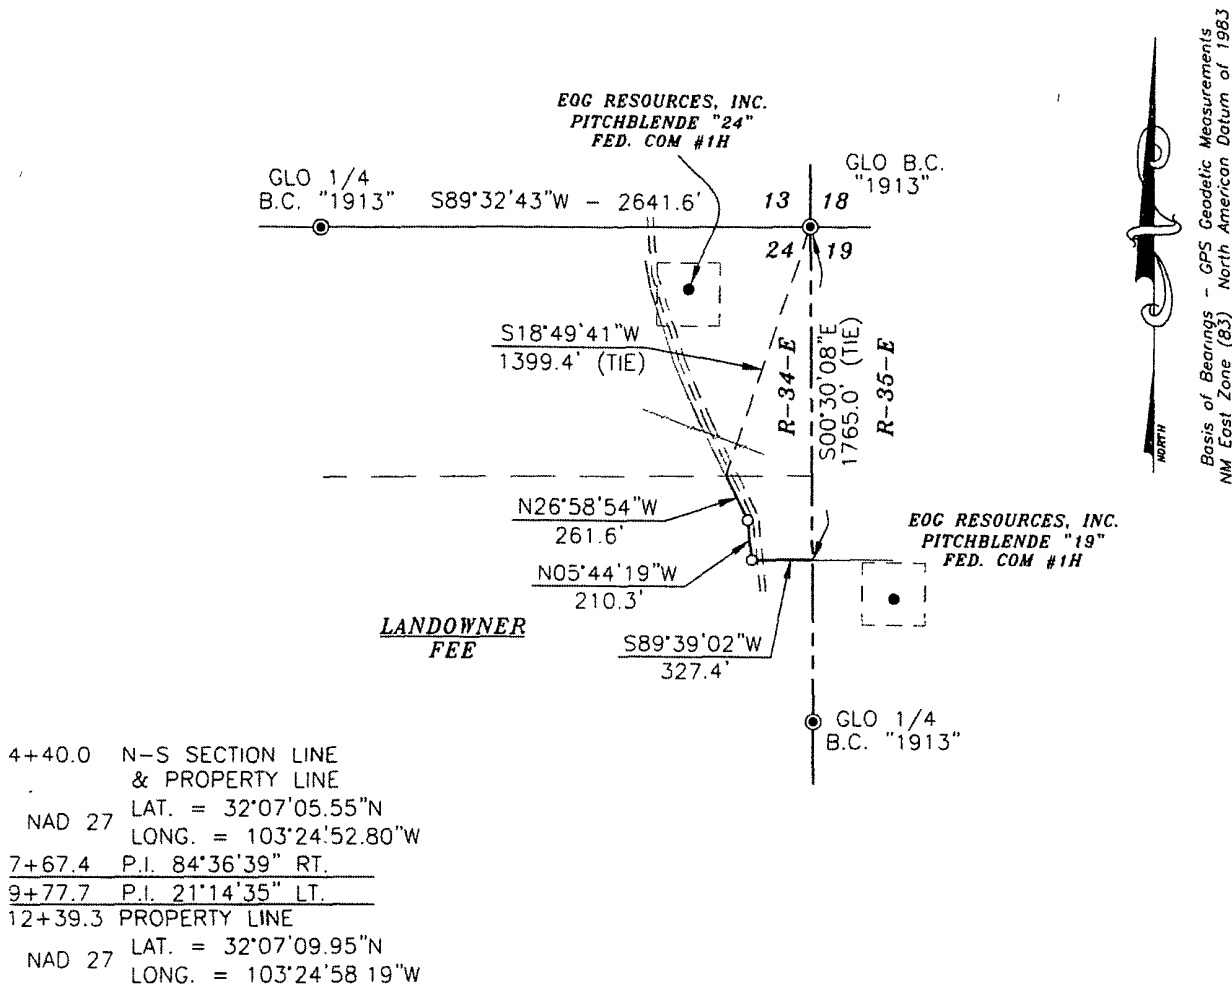 EOG RESOURCES, INC.
PITCHBLENDE "24"
FED. COM #1H
GLO 1/4
B.C. "1913"
S89°32'43"W - 2641.6'
13
18
GLO B.C.
"1913"
24
19
S18°49'41"W
1399.4' (TIE)
R-34-E
S00°30'08"E
1765.0' (TIE)
R-35-E
N26°58'54"W
261.6'
N05°44'19"W
210.3'
LANDOWNER
FEE
S89°39'02"W
327.4'
EOG RESOURCES, INC.
PITCHBLENDE "19"
FED. COM #1H
GLO 1/4
B.C. "1913"
NORTH
Basis of Bearings - GPS Geodetic Measurements
NM East Zone (83) North American Datum of 1983
4+40.0 N-S SECTION LINE
& PROPERTY LINE
NAD 27
LAT. = 32°07'05.55"N
LONG. = 103°24'52.80"W
7+67.4 P.I. 84°36'39" RT.
9+77.7 P.I. 21°14'35" LT.
12+39.3 PROPERTY LINE
NAD 27
LAT. = 32°07'09.95"N
LONG. = 103°24'58 19"W